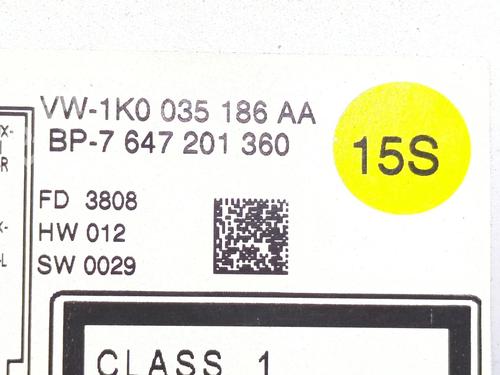 VW-1K0 035 186 AA
BP-7 647 201 360
15S
FD 3808
HW 012
SW 0029
CLASS 1